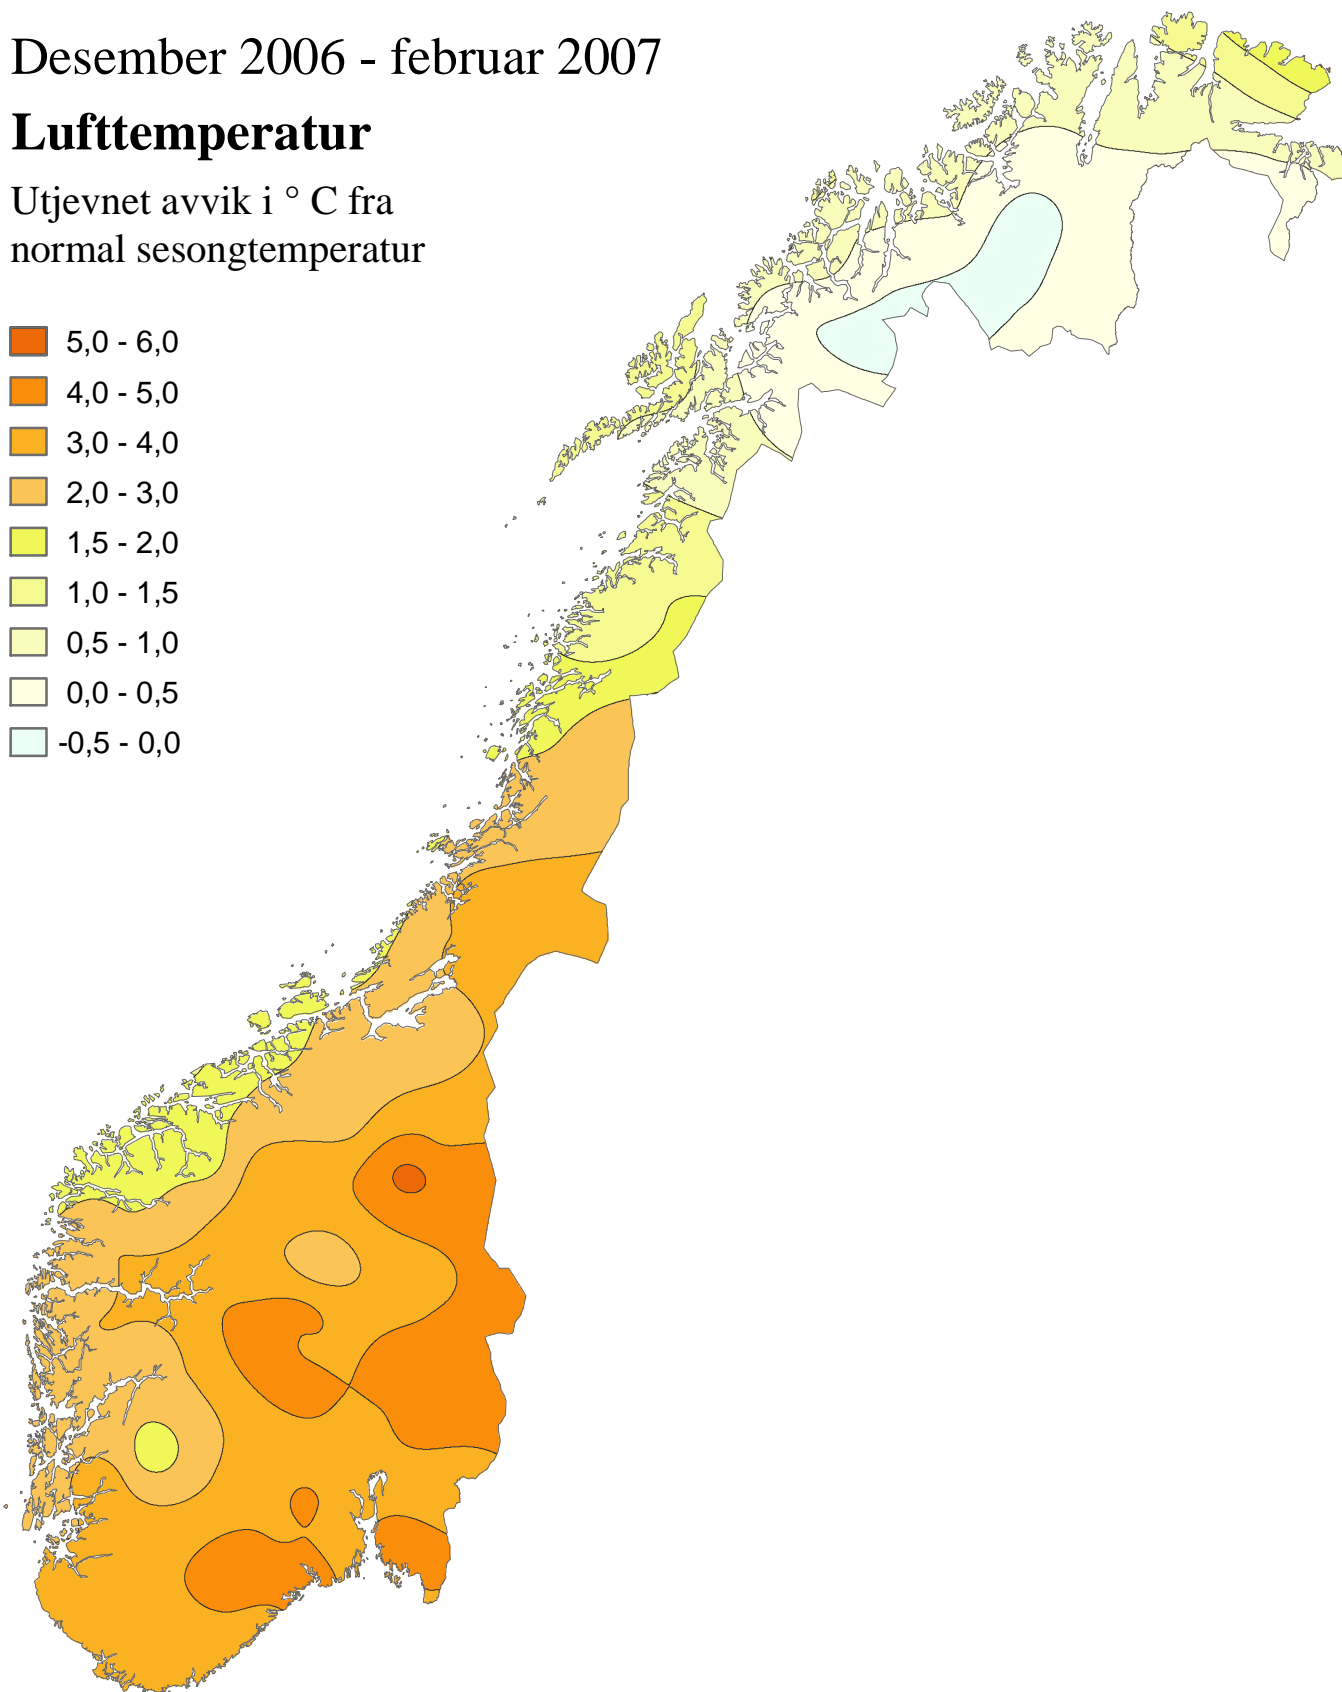 Desember 2006 - februar 2007
Lufttemperatur
Utjevnet avvik i ° C fra
normal sesongtemperatur
5,0 - 6,0
4,0 - 5,0
3,0 - 4,0
2,0 - 3,0
1,5 - 2,0
1,0 - 1,5
0,5 - 1,0
0,0 - 0,5
-0,5 - 0,0